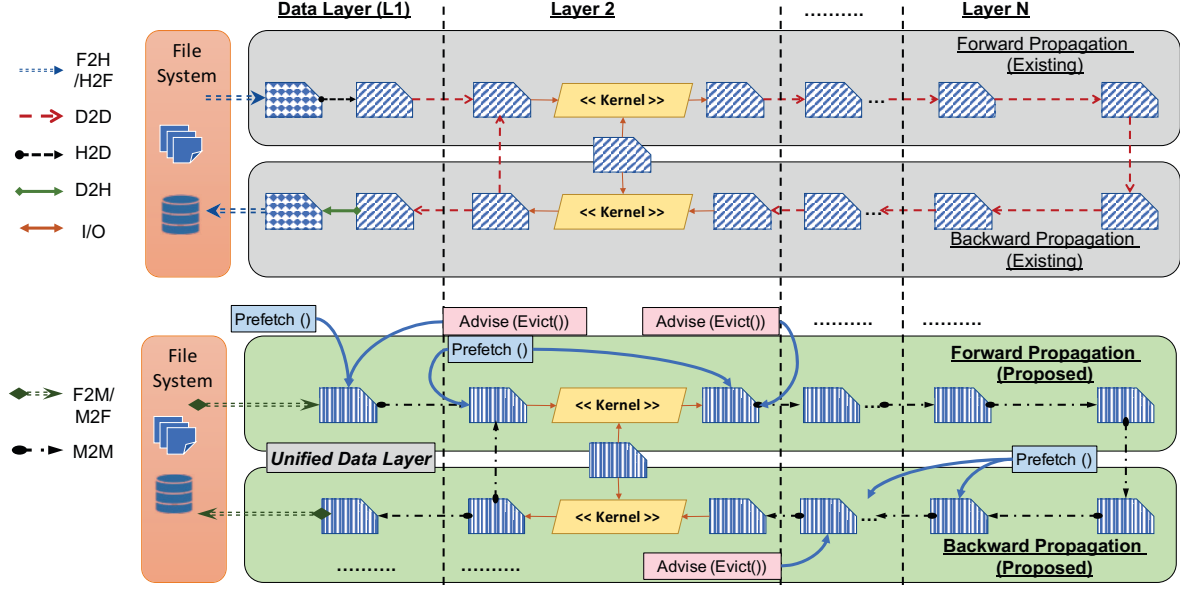 Data Layer (L1)
Layer 2
..........
Layer N
F2H
/H2F
D2D
H2D
D2H
I/O
File
System
Forward Propagation
(Existing)
<< Kernel >>
...
<< Kernel >>
...
Backward Propagation
(Existing)
Prefetch ()
Advise (Evict())
Advise (Evict())
..........
.........
Prefetch ()
File
System
Forward Propagation
(Proposed)
F2M/
M2F
M2M
<< Kernel >>
...
Unified Data Layer
Prefetch ()
<< Kernel >>
...
Backward Propagation
(Proposed)
Advise (Evict())
..........
..........